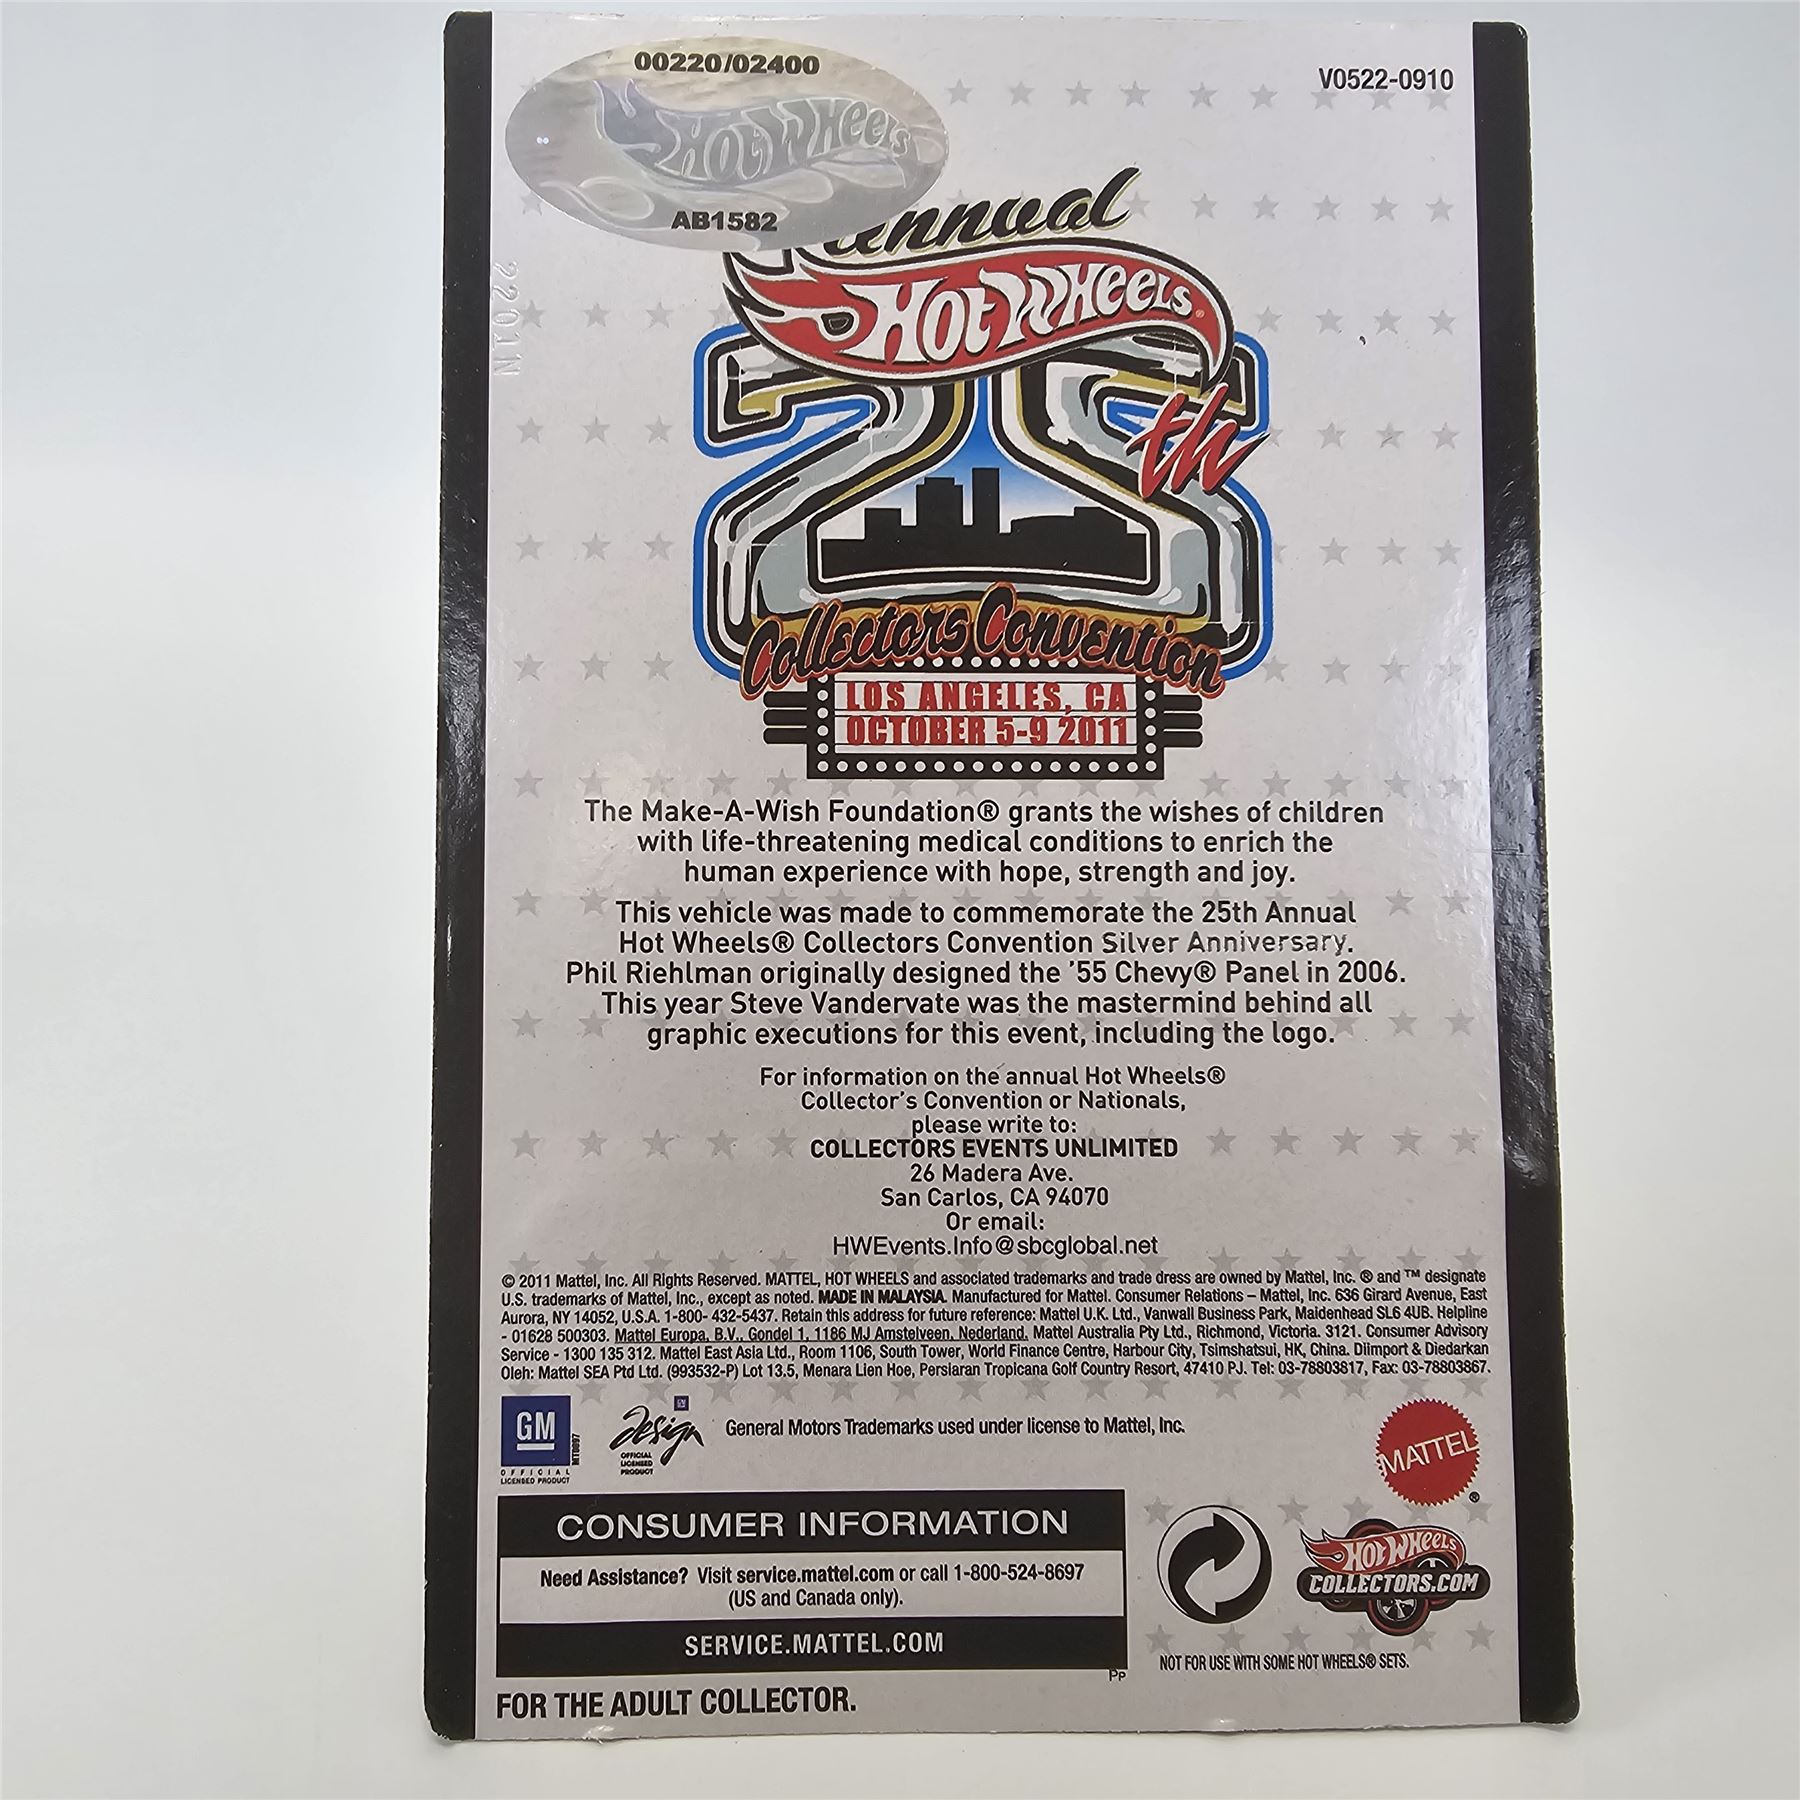 00220/02400
V0522-0910
HOT WHEELS
AB1582
Annual
HOT WHEELS
25th
Collectors Convention
LOS ANGELES, CA
OCTOBER 5-9 2011
The Make-A-Wish Foundation® grants the wishes of children
with life-threatening medical conditions to enrich the
human experience with hope, strength and joy.
This vehicle was made to commemorate the 25th Annual
Hot Wheels® Collectors Convention Silver Anniversary.
Phil Riehlman originally designed the '55 Chevy® Panel in 2006.
This year Steve Vandervate was the mastermind behind all
graphic executions for this event, including the logo.
For information on the annual Hot Wheels®
Collector's Convention or Nationals,
please write to:
COLLECTORS EVENTS UNLIMITED
26 Madera Ave.
San Carlos, CA 94070
Or email:
HWEvents.Info@sbcglobal.net
© 2011 Mattel, Inc. All Rights Reserved. MATTEL, HOT WHEELS and associated trademarks and trade dress are owned by Mattel, Inc. ® and ™ designate
U.S. trademarks of Mattel, Inc., except as noted. MADE IN MALAYSIA. Manufactured for Mattel. Consumer Relations – Mattel, Inc. 636 Girard Avenue, East
Aurora, NY 14052, U.S.A. 1-800- 432-5437. Retain this address for future reference: Mattel U.K. Ltd., Vanwall Business Park, Maidenhead SL6 4UB. Helpline
- 01628 500303. Mattel Europa, B.V., Gondel 1, 1186 MJ Amstelveen, Nederland. Mattel Australia Pty Ltd., Richmond, Victoria. 3121. Consumer Advisory
Service - 1300 135 312. Mattel East Asia Ltd., Room 1106, South Tower, World Finance Centre, Harbour City, Tsimshatsui, HK, China. Diimport & Diedarkan
Oleh: Mattel SEA Ptd Ltd. (993532-P) Lot 13.5, Menara Lien Hoe, Persiaran Tropicana Golf Country Resort, 47410 PJ. Tel: 03-78803817, Fax: 03-78803867.
GM
MT0097
OFFICIAL
LICENSED PRODUCT
GM
Design
OFFICIAL
LICENSED
PRODUCT
General Motors Trademarks used under license to Mattel, Inc.
MATTEL
®
CONSUMER INFORMATION
Need Assistance? Visit service.mattel.com or call 1-800-524-8697
(US and Canada only).
SERVICE.MATTEL.COM
Pp
HOT WHEELS
COLLECTORS.COM
NOT FOR USE WITH SOME HOT WHEELS® SETS.
FOR THE ADULT COLLECTOR.